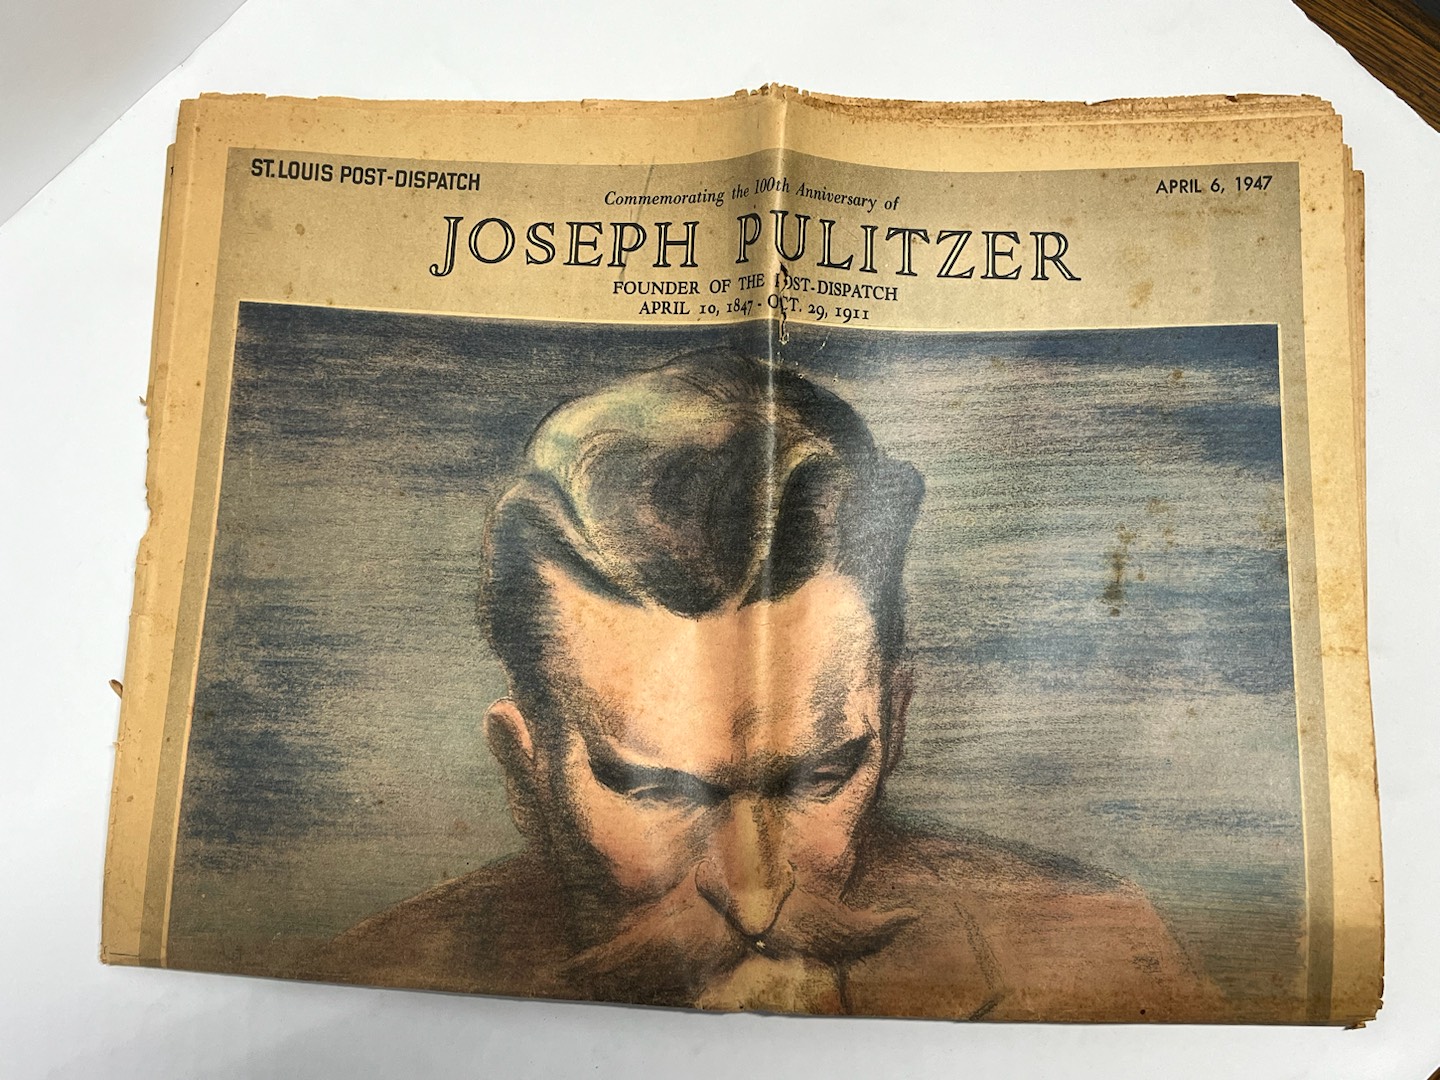 ST. LOUIS POST-DISPATCH
APRIL 6, 1947
Commemorating the 100th Anniversary of
JOSEPH PULITZER
FOUNDER OF THE POST-DISPATCH
APRIL 10, 1847 - OCT. 29, 1911